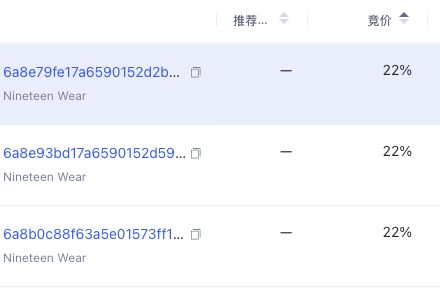 推荐... 竞价
6a8e79fe17a6590152d2b... — 22%
Nineteen Wear
6a8e93bd17a6590152d59... — 22%
Nineteen Wear
6a8b0c88f63a5e01573ff1... — 22%
Nineteen Wear